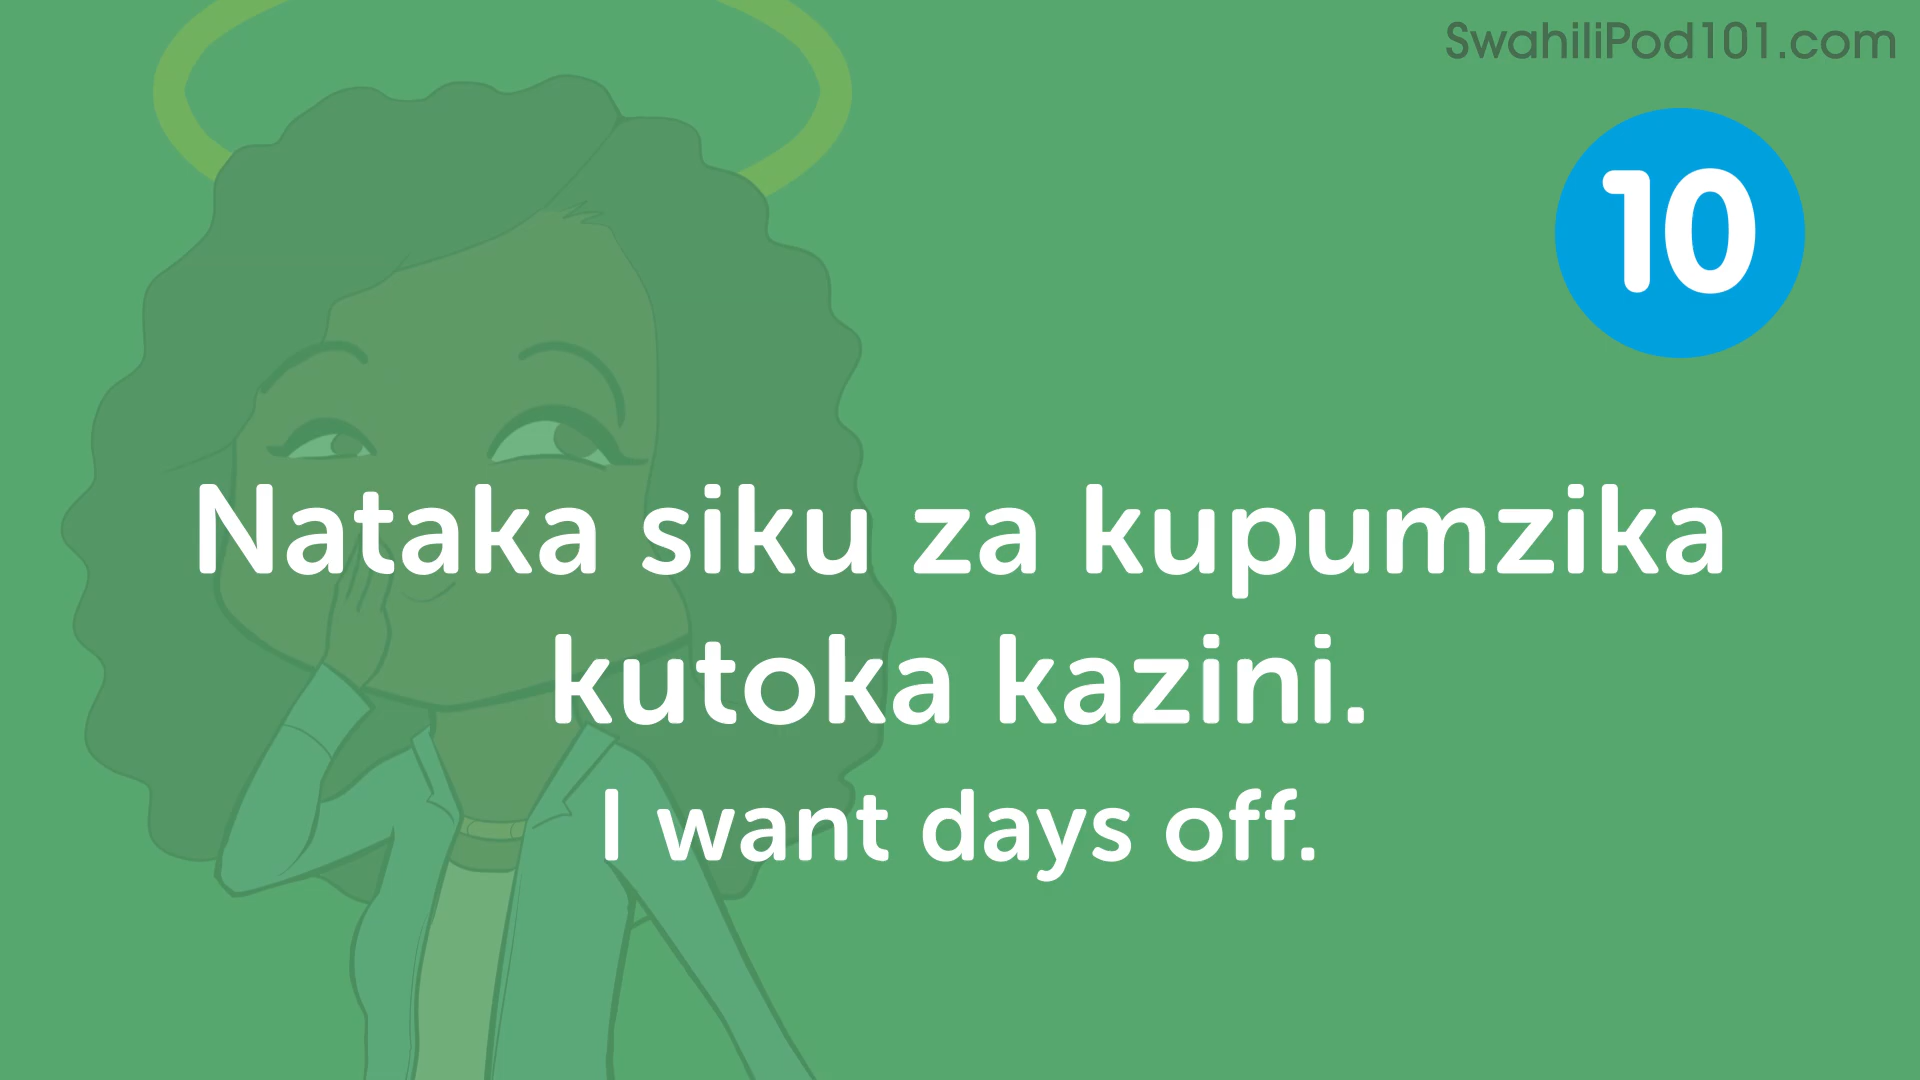 SwahiliPod101.com
10
Nataka siku za kupumzika
kutoka kazini.
I want days off.